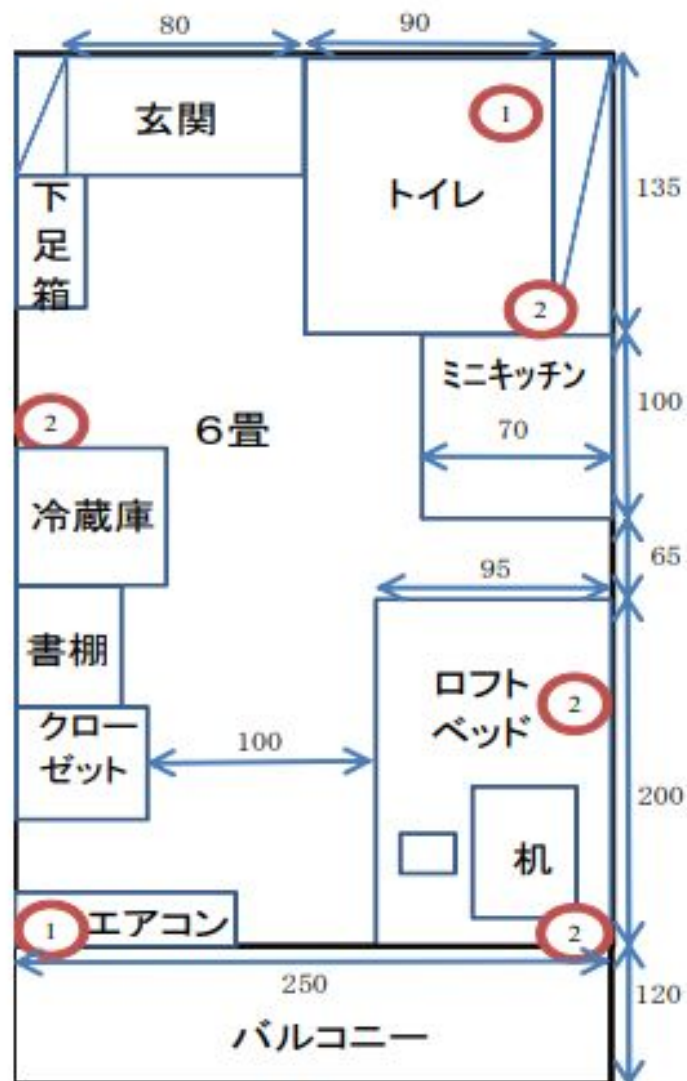 80
90
玄関
1
トイレ
135
下
足
箱
2
ミニキッチン
2
6畳
70
100
冷蔵庫
65
95
書棚
ロフト
ベッド
2
クロー
ゼット
100
200
机
1
エアコン
2
250
120
バルコニー